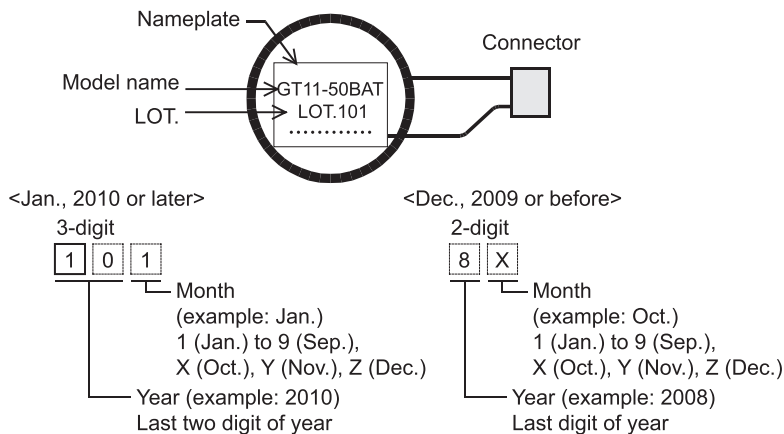 Nameplate
Connector
Model name
GT11-50BAT
LOT.
LOT.101
<Jan., 2010 or later>
3-digit
1 0 1
Month
(example: Jan.)
1 (Jan.) to 9 (Sep.),
X (Oct.), Y (Nov.), Z (Dec.)
Year (example: 2010)
Last two digit of year
<Dec., 2009 or before>
2-digit
8 X
Month
(example: Oct.)
1 (Jan.) to 9 (Sep.),
X (Oct.), Y (Nov.), Z (Dec.)
Year (example: 2008)
Last digit of year